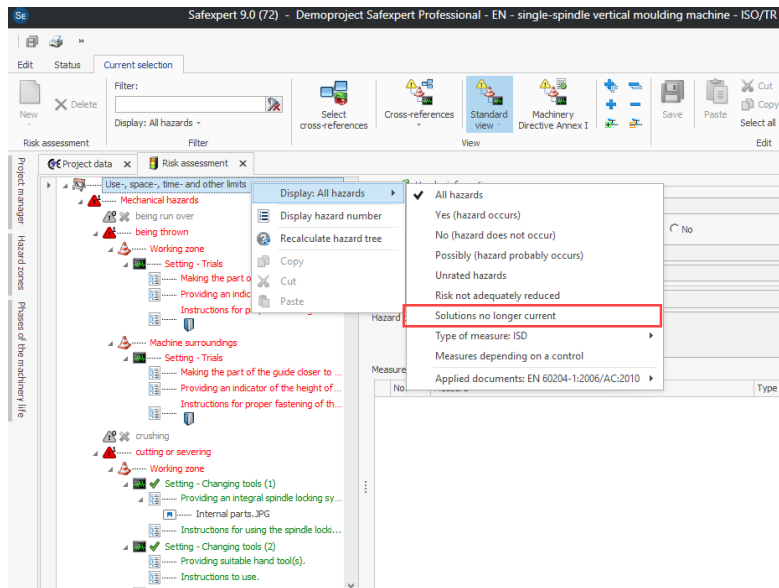 SE Safexpert 9.0 (72) - Demoproject Safexpert Professional - EN - single-spindle vertical moulding machine - ISO/TR
»
Edit Status Current selection
New
Delete
Risk assessment
Filter:
Display: All hazards
Filter
Select
cross-references
Cross-references
Standard
view
Machinery
Directive Annex I
View
Save
Paste
Cut
Copy
Select all
Edit
Project manager
Hazard zones
Phases of the machinery life
CE Project data x
Risk assessment x
Use-, space-, time- and other limits
Mechanical hazards
being run over
being thrown
Working zone
Setting - Trials
Making the part o
Providing an indic
Instructions for p
Machine surroundings
Setting - Trials
Making the part of the guide closer to ...
Providing an indicator of the height of...
Instructions for proper fastening of th...
crushing
cutting or severing
Working zone
Setting - Changing tools (1)
Providing an integral spindle locking sy...
Internal parts.JPG
Instructions for using the spindle locki...
Setting - Changing tools (2)
Providing suitable hand tool(s).
Instructions to use.
Display: All hazards
Display hazard number
Recalculate hazard tree
Copy
Cut
Paste
All hazards
Yes (hazard occurs)
No (hazard does not occur)
Possibly (hazard probably occurs)
Unrated hazards
Risk not adequately reduced
Solutions no longer current
Type of measure: ISD
Measures depending on a control
Applied documents: EN 60204-1:2006/AC:2010
No
Hazard
Measure
No.
Type